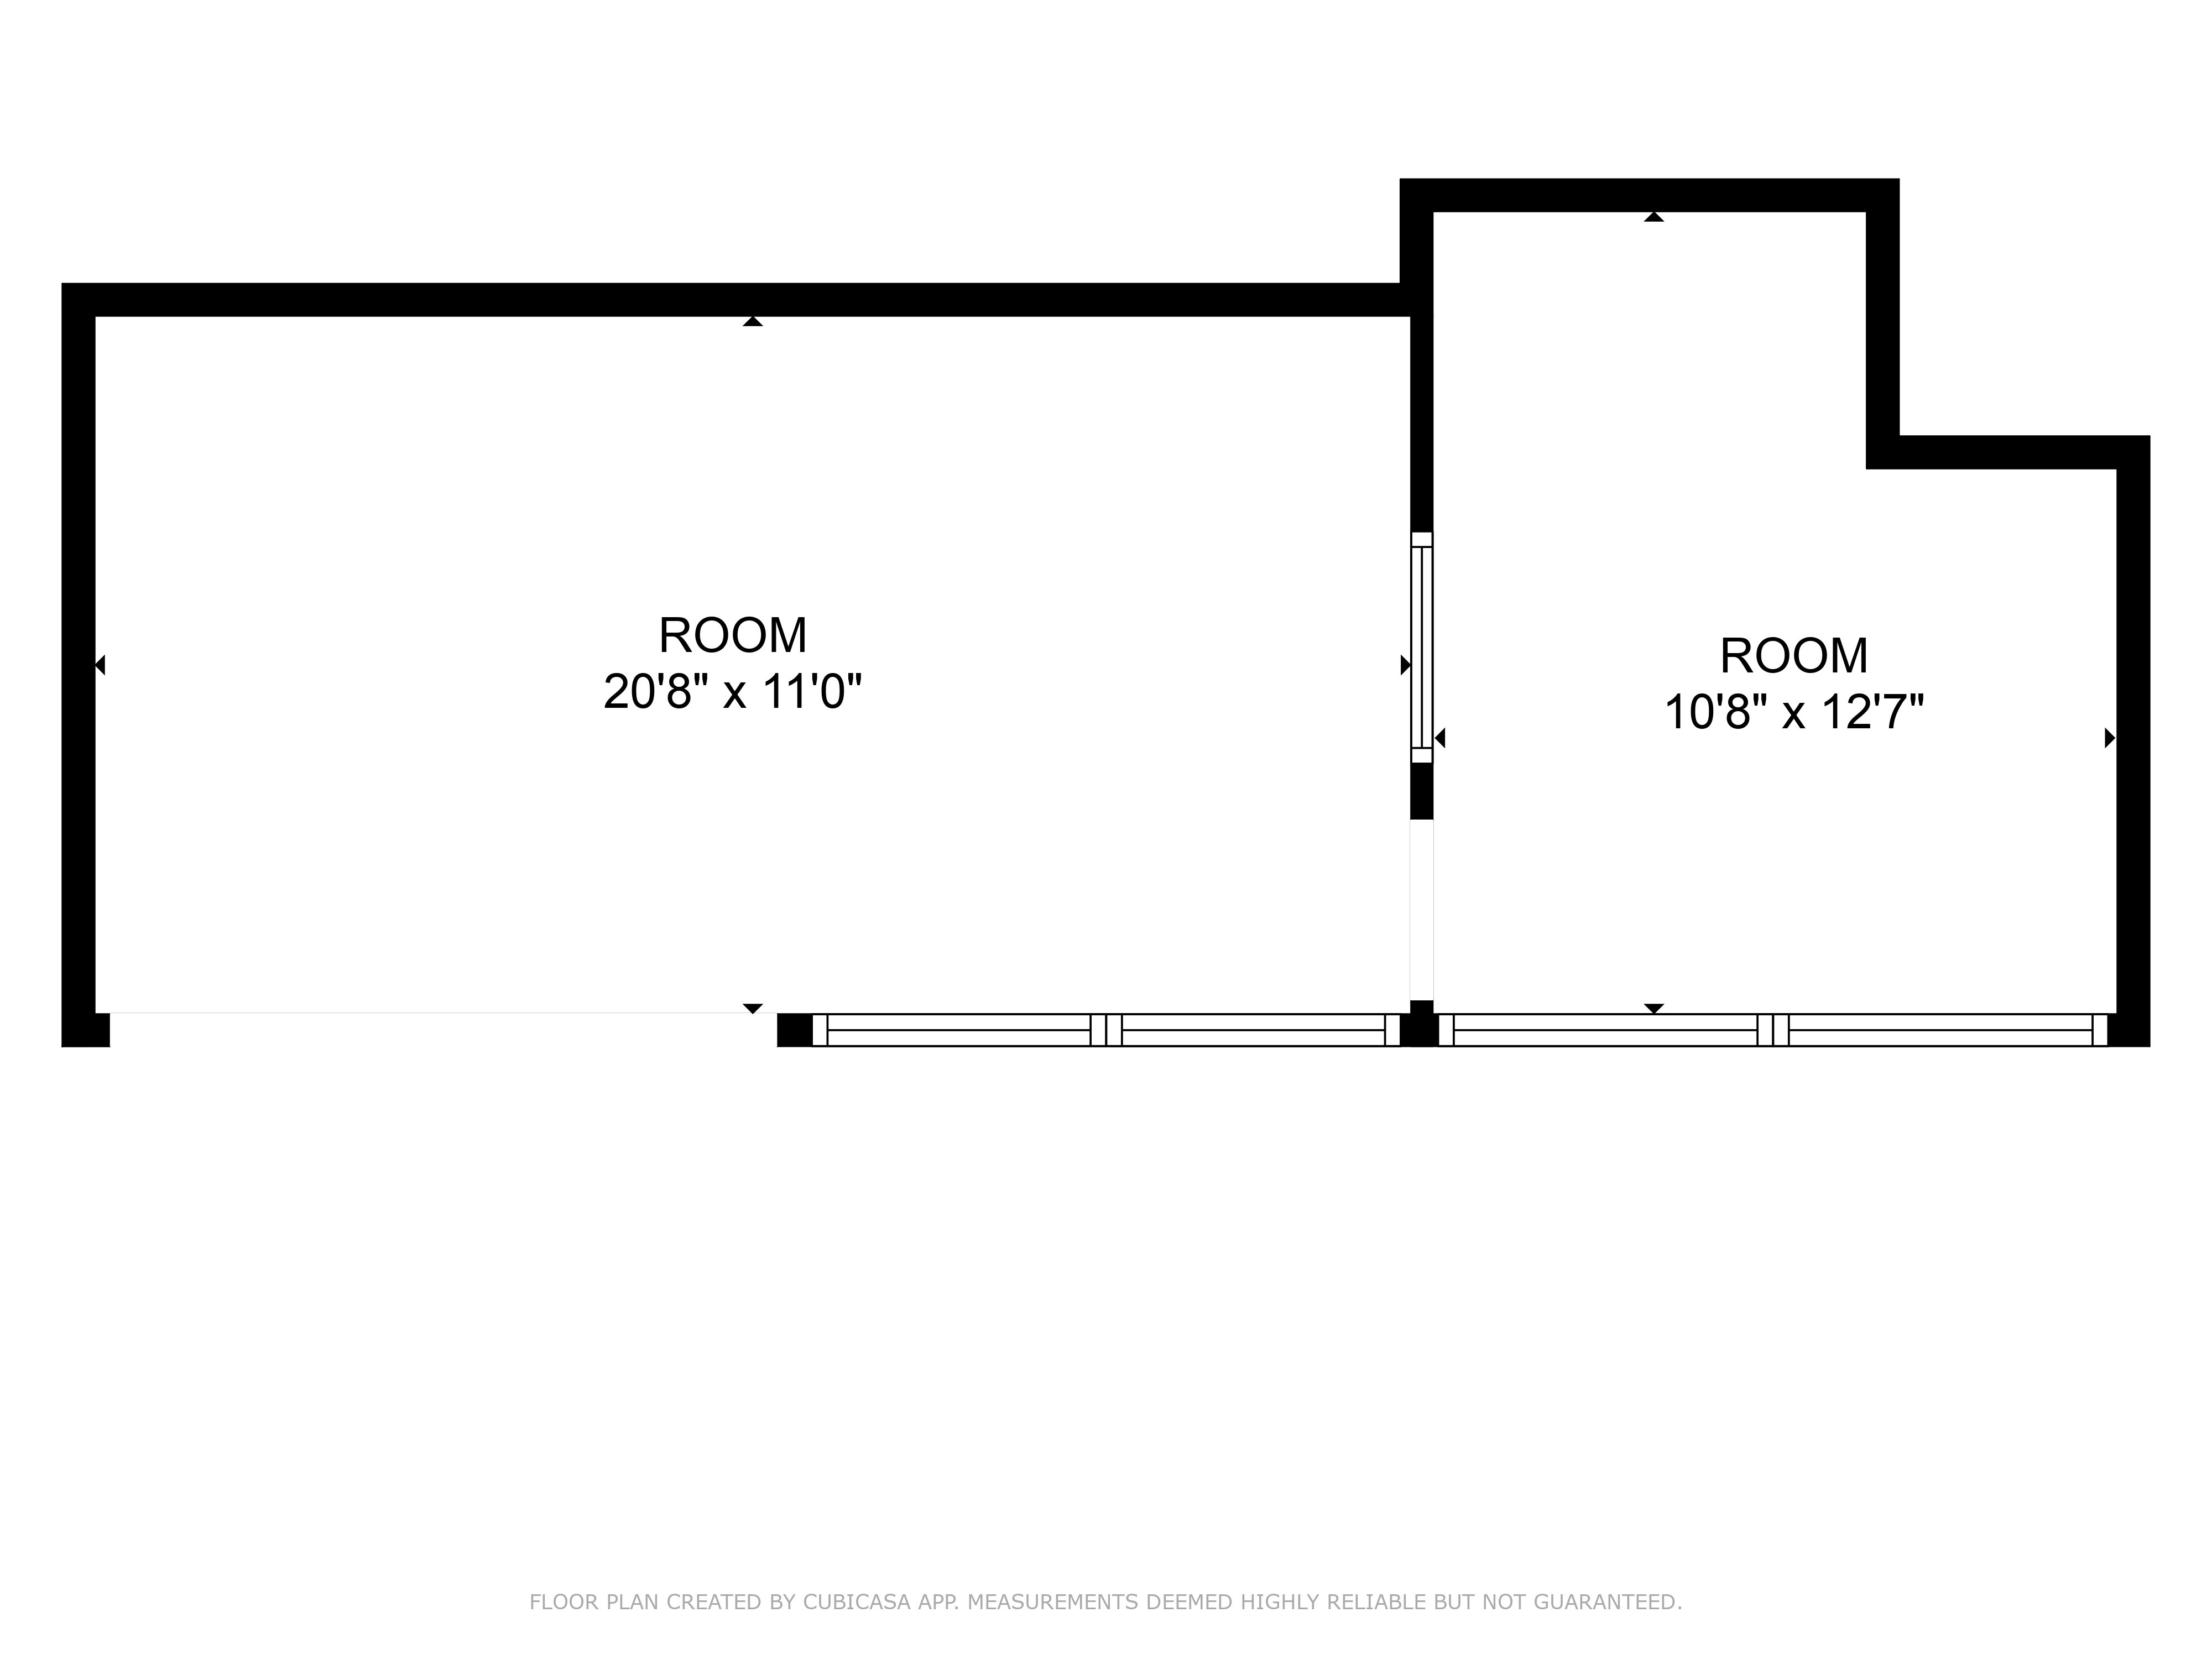 ROOM
20'8" x 11'0"
ROOM
10'8" x 12'7"
FLOOR PLAN CREATED BY CUBICASA APP. MEASUREMENTS DEEMED HIGHLY RELIABLE BUT NOT GUARANTEED.